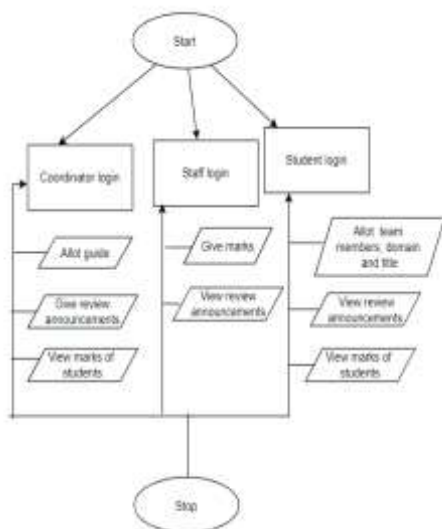 Start
Coordinator login
Staff login
Student login
Allot guide
Give review
announcements
View marks of
students
Give marks
View review
announcements
Allot team
members, domain
and title
View review
announcements
View marks of
students
Stop